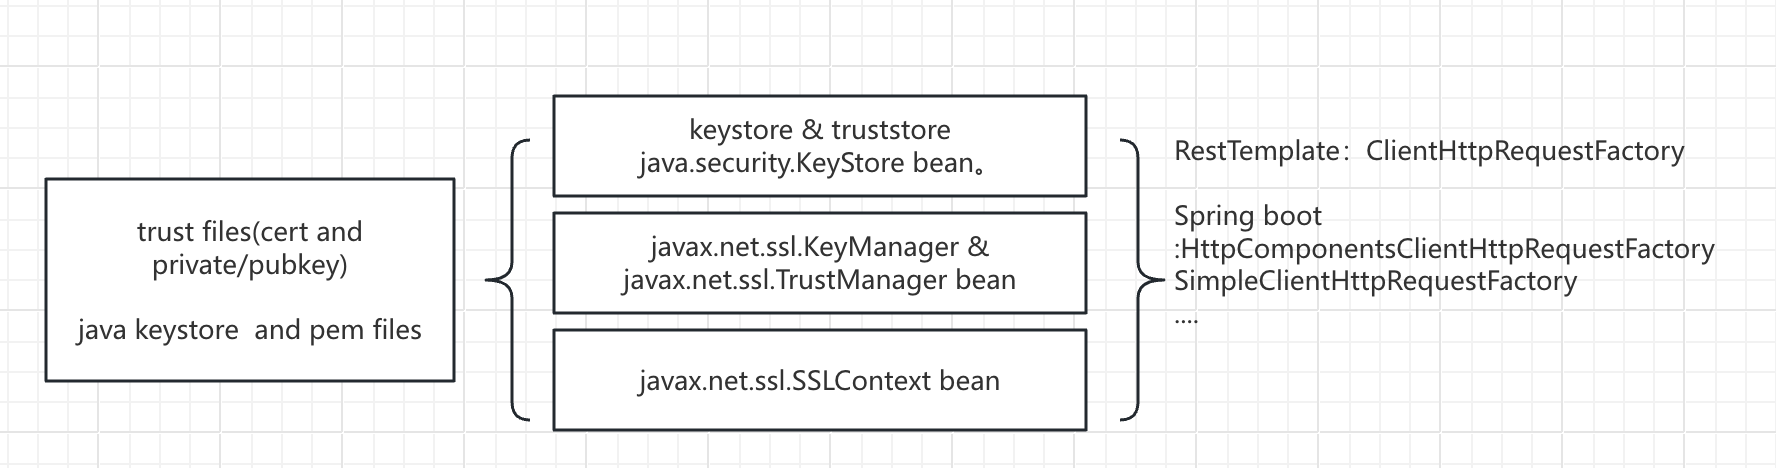 trust files(cert and
private/pubkey)
java keystore  and pem files
keystore & truststore
java.security.KeyStore bean。
javax.net.ssl.KeyManager &
javax.net.ssl.TrustManager bean
javax.net.ssl.SSLContext bean
RestTemplate：ClientHttpRequestFactory
Spring boot
:HttpComponentsClientHttpRequestFactory
SimpleClientHttpRequestFactory
....